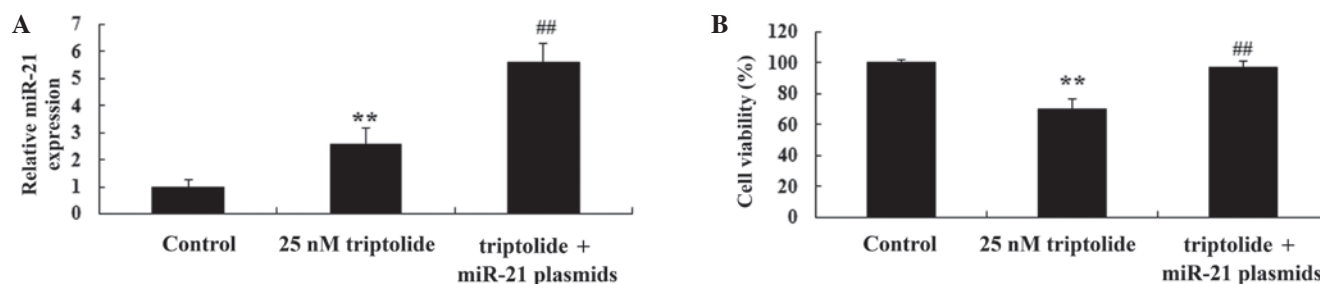 A
Relative miR-21
expression
7
6
5
4
3
2
1
0
**
##
Control
25 nM triptolide
triptolide +
miR-21 plasmids
B
Cell viability (%)
120
100
80
60
40
20
0
**
##
Control
25 nM triptolide
triptolide +
miR-21 plasmids